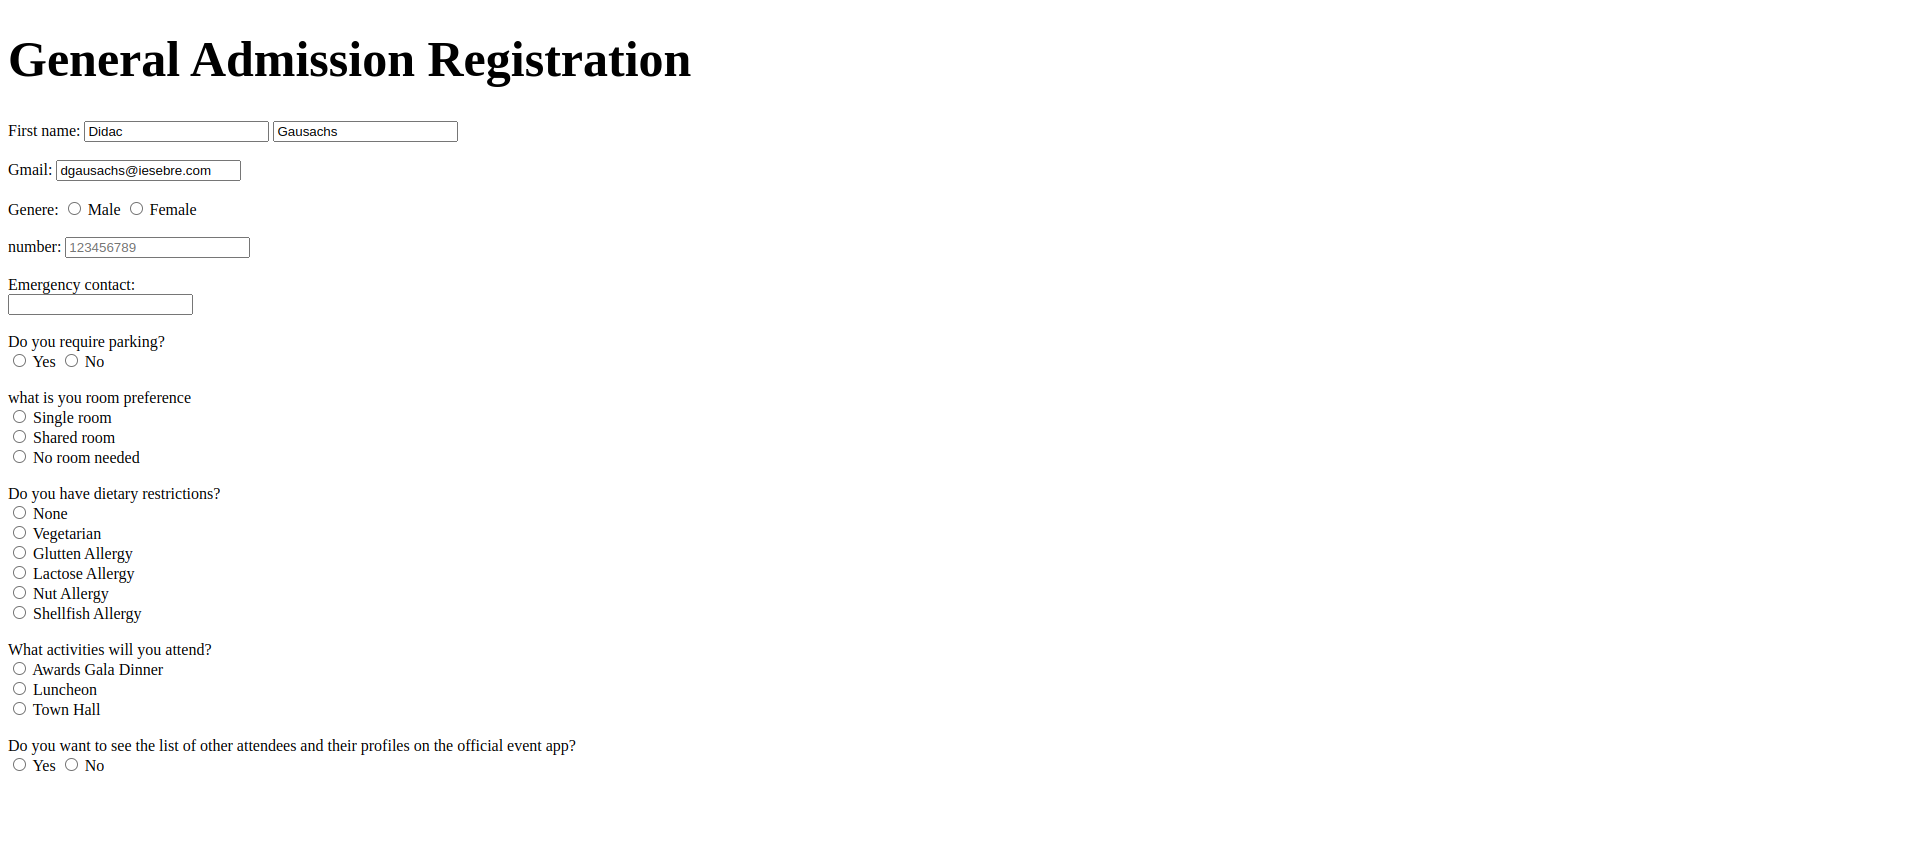 General Admission Registration
First name: Didac Gausachs
Gmail: dgausachs@iesebre.com
Genere: Male Female
number: 123456789
Emergency contact:
Do you require parking?
Yes No
what is you room preference
Single room
Shared room
No room needed
Do you have dietary restrictions?
None
Vegetarian
Glutten Allergy
Lactose Allergy
Nut Allergy
Shellfish Allergy
What activities will you attend?
Awards Gala Dinner
Luncheon
Town Hall
Do you want to see the list of other attendees and their profiles on the official event app?
Yes No